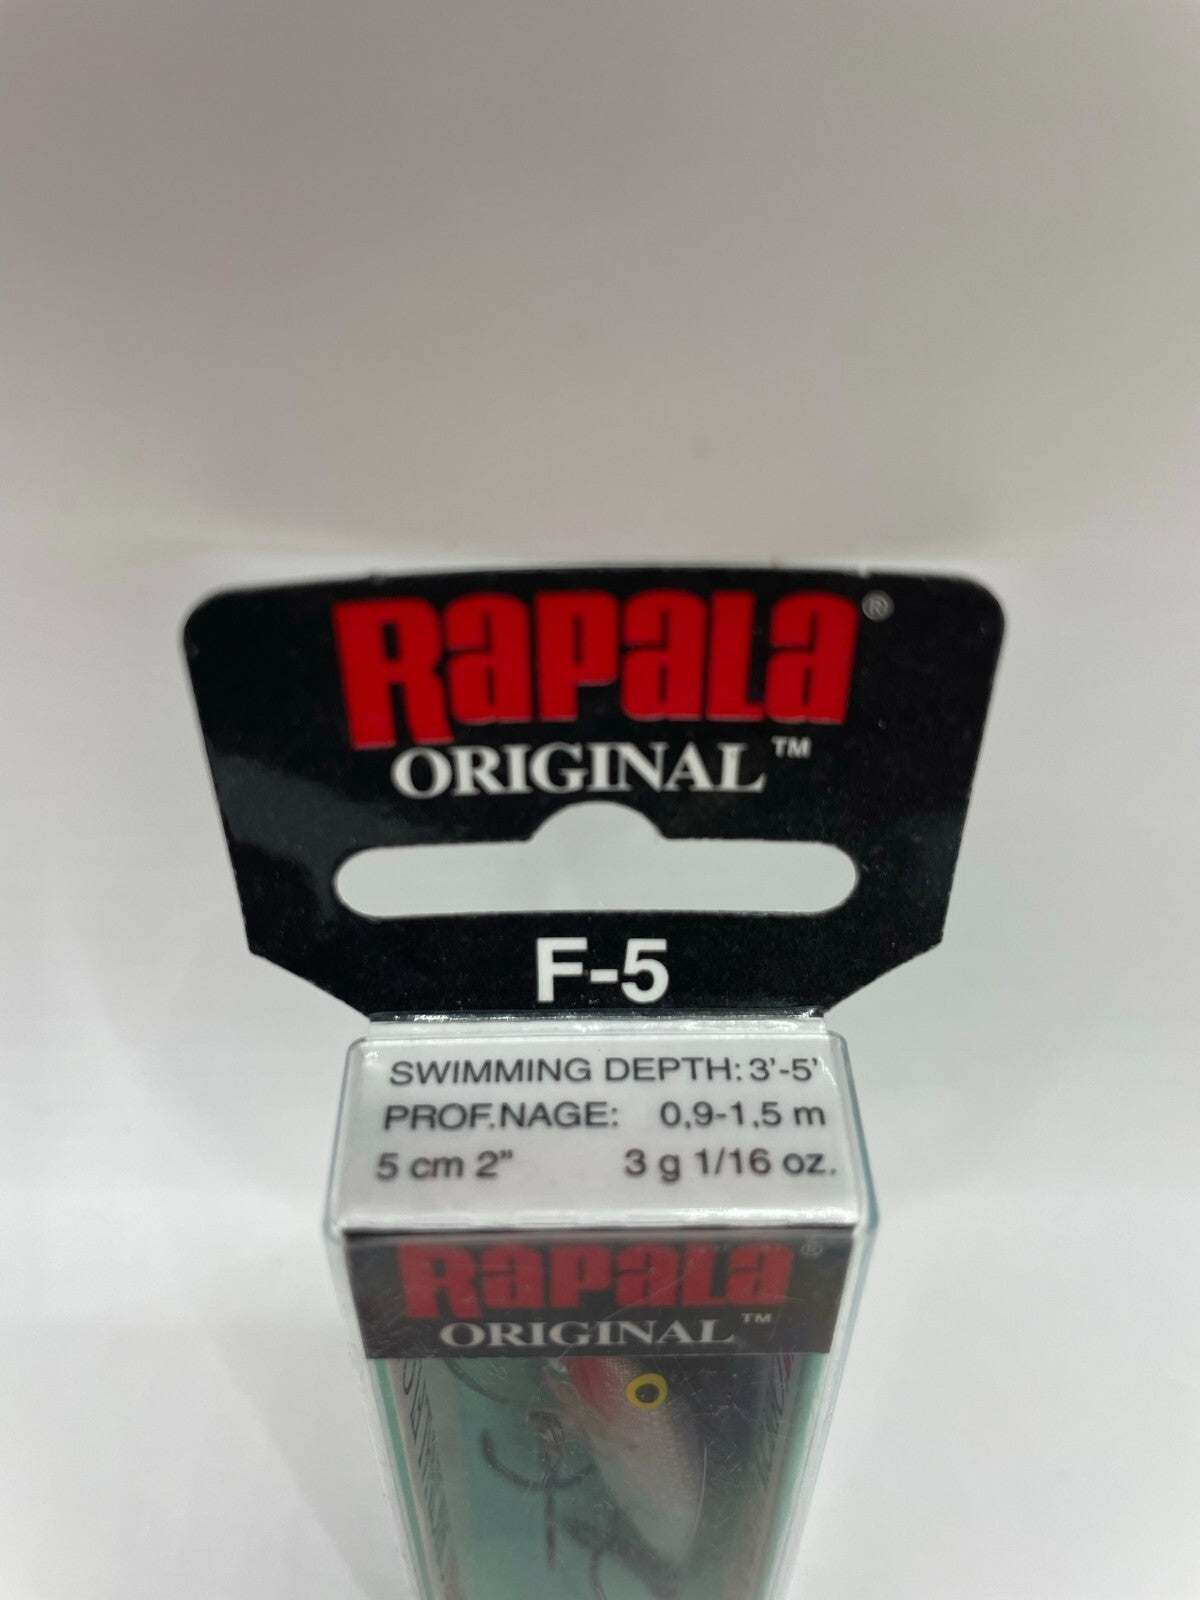 RAPALA®
ORIGINAL™
F-5
SWIMMING DEPTH: 3'-5'
PROF.NAGE: 0,9-1,5 m
5 cm 2" 3 g 1/16 oz.
RAPALA®
ORIGINAL™